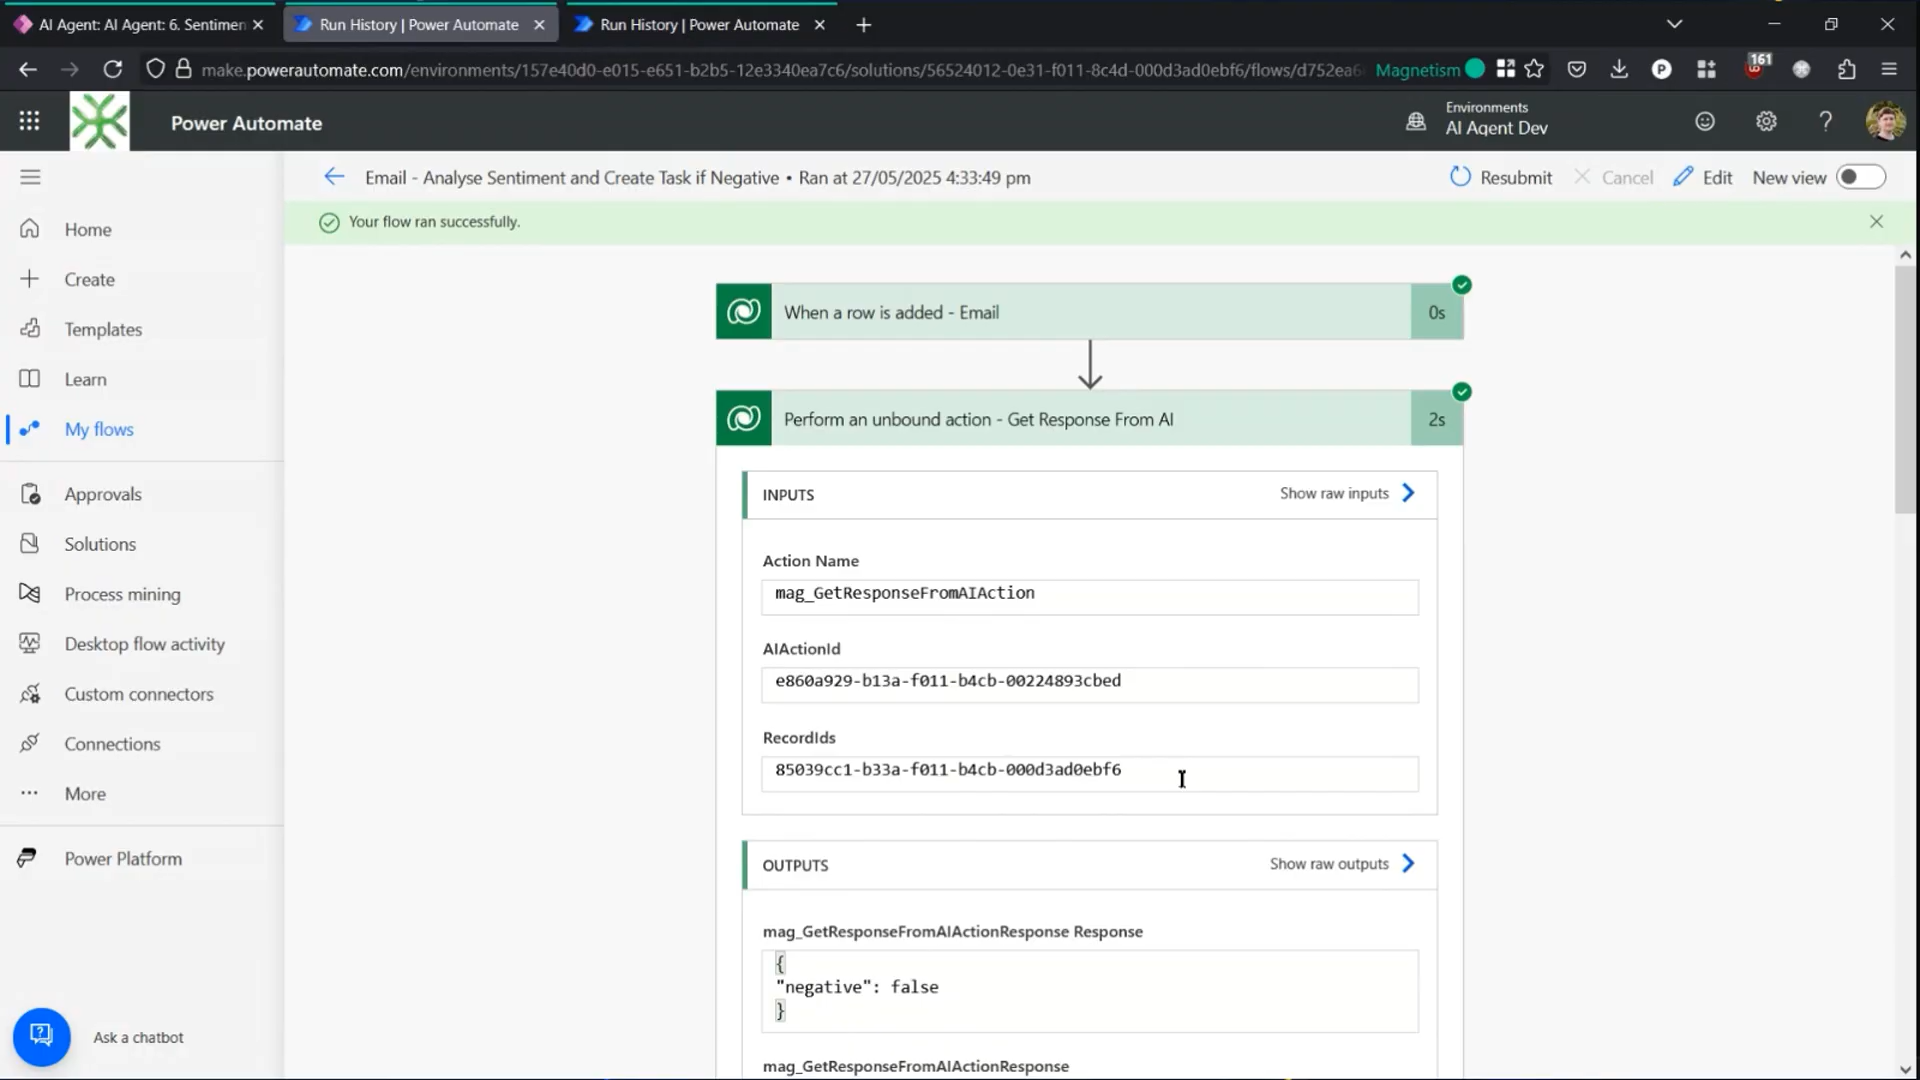 AI Agent: AI Agent: 6. Sentimen
Run History | Power Automate
Run History | Power Automate
make.powerautomate.com/environments/157e40d0-e015-e651-b2b5-12e3340ea7c6/solutions/56524012-0e31-f011-8c4d-000d3ad0ebf6/flows/d752ea6
Magnetism
161
Power Automate
Environments
AI Agent Dev
Email - Analyse Sentiment and Create Task if Negative • Ran at 27/05/2025 4:33:49 pm
Resubmit
Cancel
Edit
New view
Your flow ran successfully.
Home
Create
Templates
Learn
My flows
Approvals
Solutions
Process mining
Desktop flow activity
Custom connectors
Connections
More
Power Platform
Ask a chatbot
When a row is added - Email
0s
Perform an unbound action - Get Response From AI
2s
INPUTS
Show raw inputs
Action Name
mag_GetResponseFromAIAction
AIActionId
e860a929-b13a-f011-b4cb-00224893cbed
RecordIds
85039cc1-b33a-f011-b4cb-000d3ad0ebf6
OUTPUTS
Show raw outputs
mag_GetResponseFromAIActionResponse Response
{
"negative": false
}
mag_GetResponseFromAIActionResponse